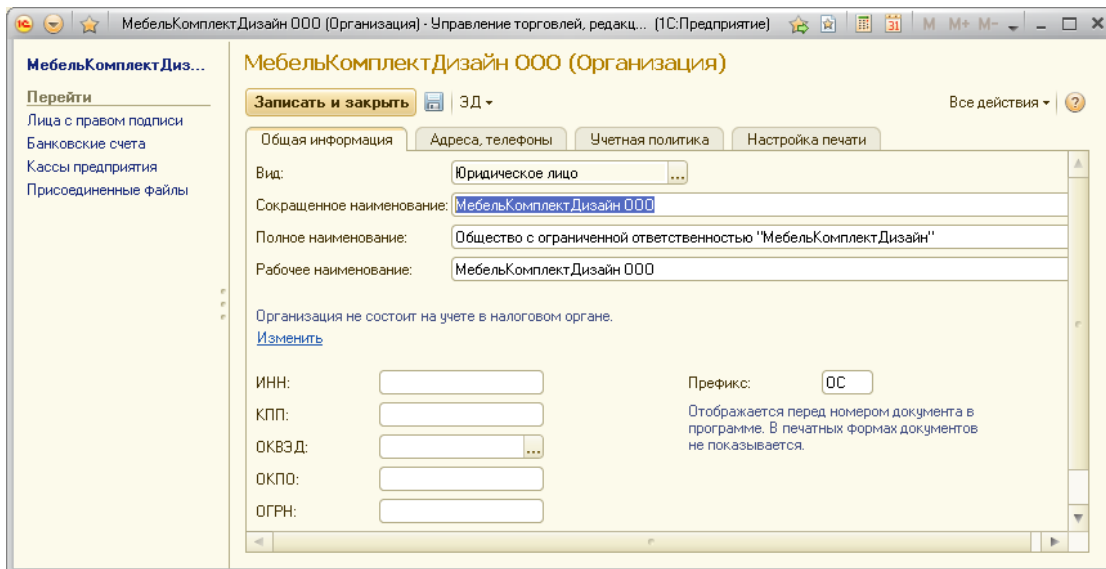 МебельКомплектДизайн ООО (Организация) - Управление торговлей, редакц... (1С:Предприятие) 31 M M+ M-
МебельКомплектДиз...
Перейти
Лица с правом подписи
Банковские счета
Кассы предприятия
Присоединенные файлы
МебельКомплектДизайн ООО (Организация)
Записать и закрыть ЭД Все действия ?
Общая информация Адреса, телефоны Учетная политика Настройка печати
Вид: Юридическое лицо ...
Сокращенное наименование: МебельКомплектДизайн ООО
Полное наименование: Общество с ограниченной ответственностью "МебельКомплектДизайн"
Рабочее наименование: МебельКомплектДизайн ООО
Организация не состоит на учете в налоговом органе.
Изменить
ИНН: Префикс: ОС
КПП: Отображается перед номером документа в
программе. В печатных формах документов
ОКВЭД: ... не показывается.
ОКПО:
ОГРН: